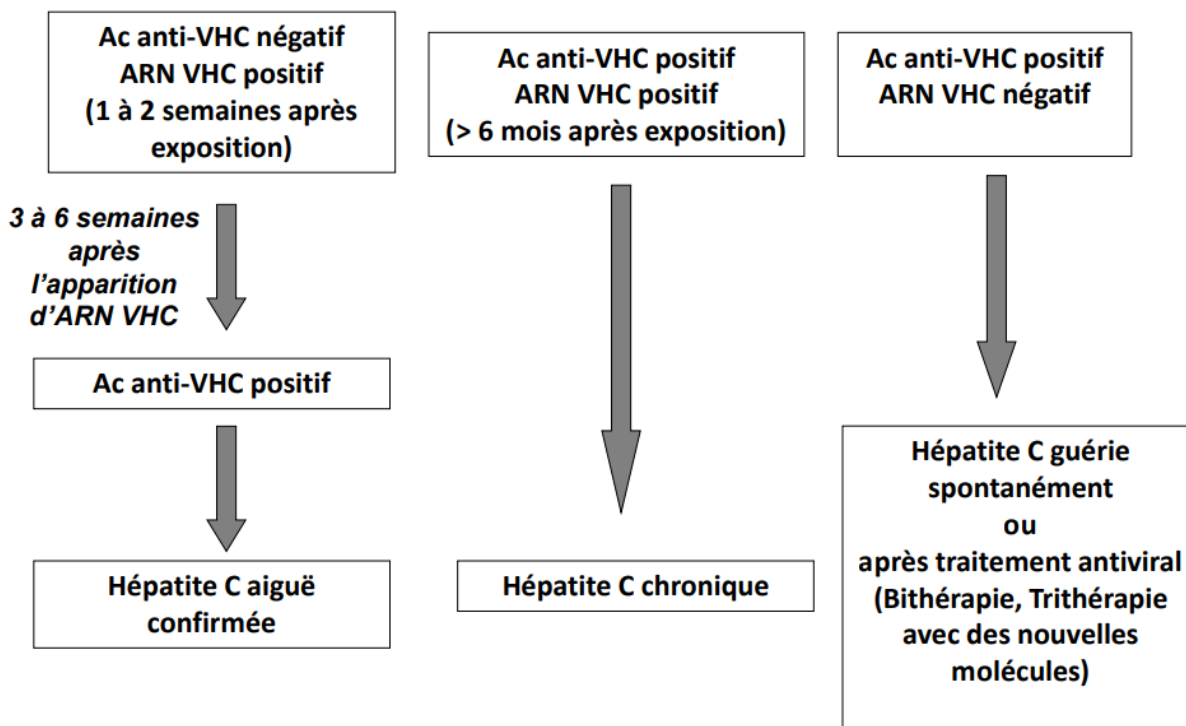 Ac anti-VHC négatif
ARN VHC positif
(1 à 2 semaines après
exposition)
3 à 6 semaines
après
l'apparition
d'ARN VHC
Ac anti-VHC positif
Hépatite C aiguë
confirmée
Ac anti-VHC positif
ARN VHC positif
(> 6 mois après exposition)
Hépatite C chronique
Ac anti-VHC positif
ARN VHC négatif
Hépatite C guérie
spontanément
ou
après traitement antiviral
(Bithérapie, Trithérapie
avec des nouvelles
molécules)